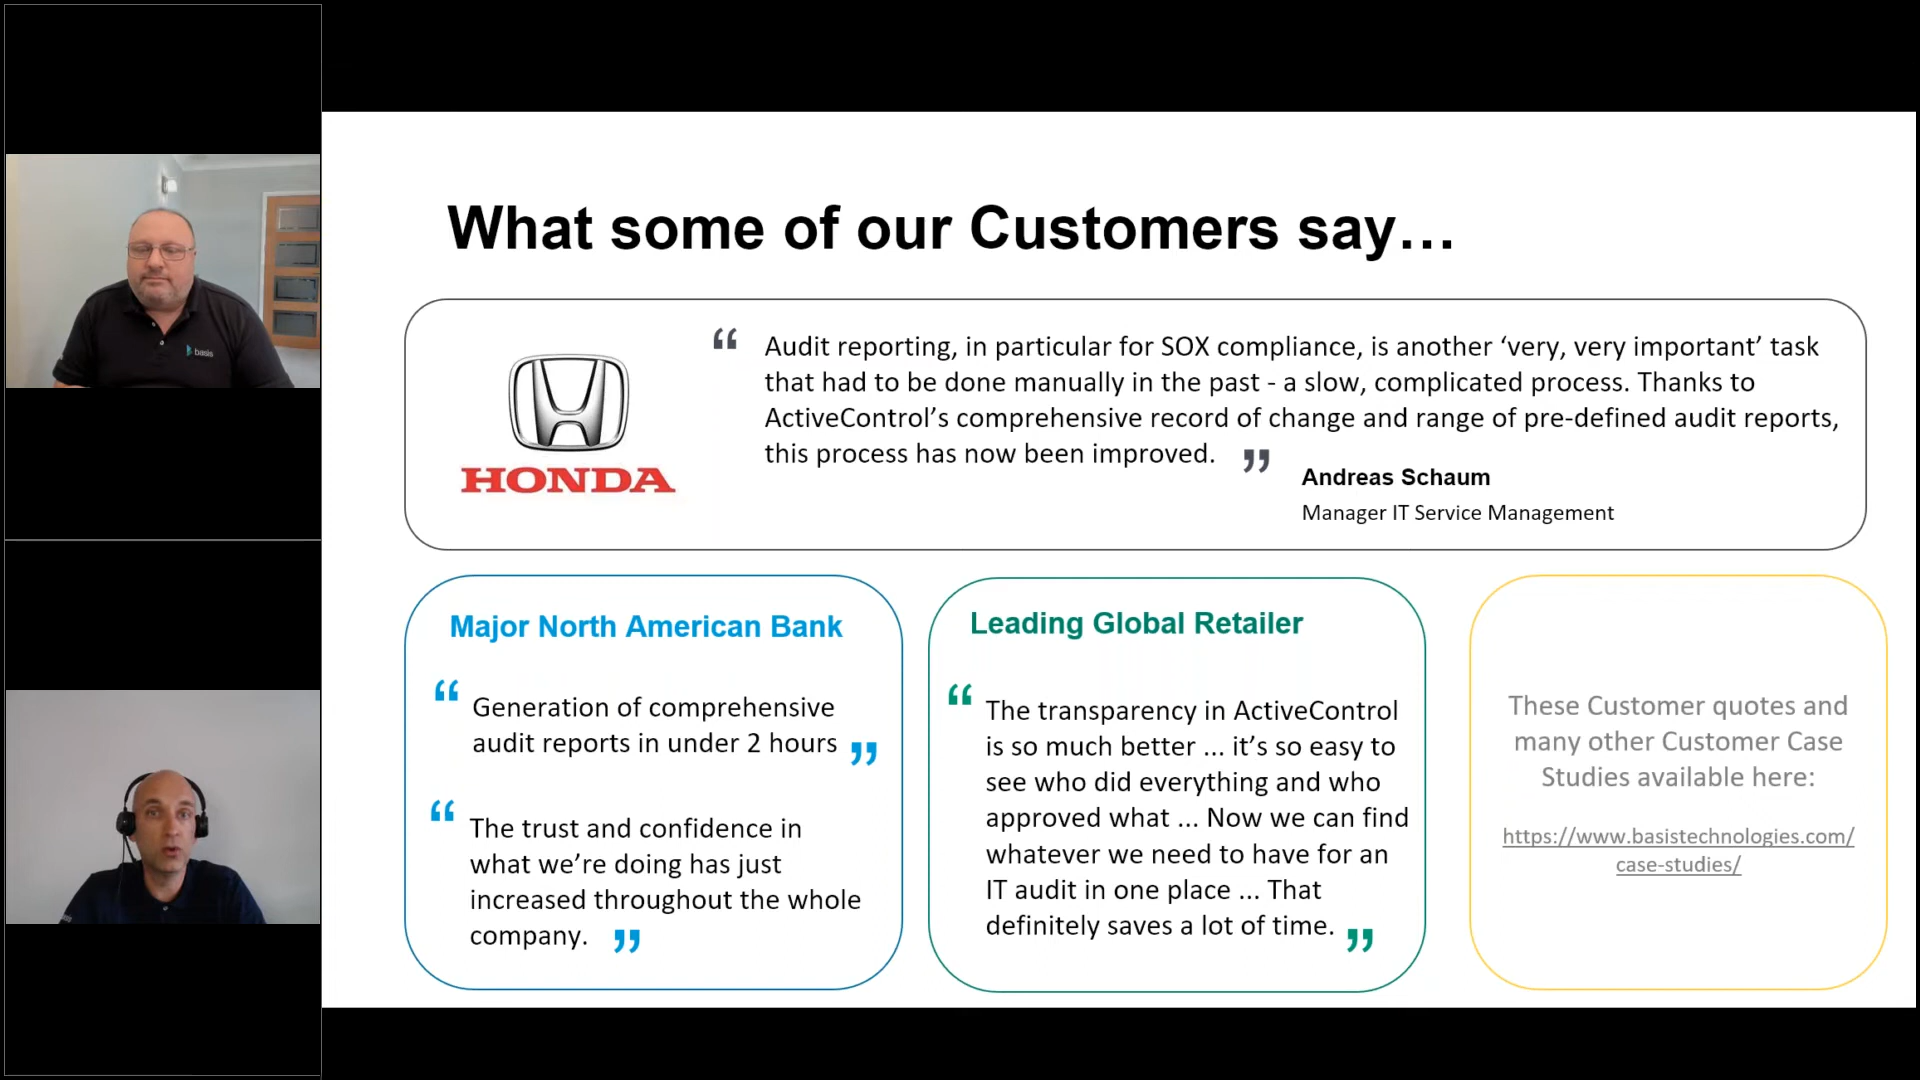 basis
What some of our Customers say…
“ Audit reporting, in particular for SOX compliance, is another ‘very, very important’ task
that had to be done manually in the past - a slow, complicated process. Thanks to
ActiveControl’s comprehensive record of change and range of pre-defined audit reports,
this process has now been improved. ”
HONDA
Andreas Schaum
Manager IT Service Management
Major North American Bank
“ Generation of comprehensive
audit reports in under 2 hours ”
“ The trust and confidence in
what we’re doing has just
increased throughout the whole
company. ”
Leading Global Retailer
“ The transparency in ActiveControl
is so much better ... it’s so easy to
see who did everything and who
approved what ... Now we can find
whatever we need to have for an
IT audit in one place ... That
definitely saves a lot of time. ”
These Customer quotes and
many other Customer Case
Studies available here:
https://www.basistechnologies.com/
case-studies/